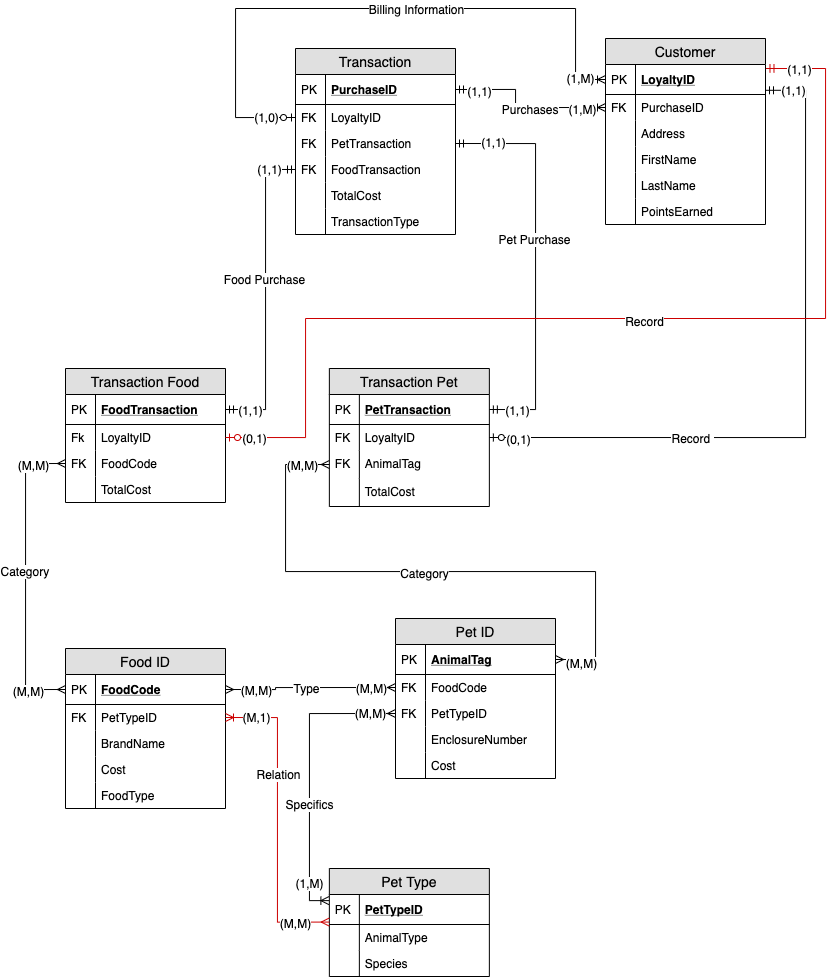 Billing Information
Transaction
PK PurchaseID
FK LoyaltyID
FK PetTransaction
FK FoodTransaction
TotalCost
TransactionType
(1,1)
(1,0)
(1,1)
(1,1)
Purchases
(1,M)
(1,M)
Customer
PK LoyaltyID
FK PurchaseID
Address
FirstName
LastName
PointsEarned
(1,1)
(1,1)
Pet Purchase
Food Purchase
Record
Transaction Food
PK FoodTransaction
Fk LoyaltyID
FK FoodCode
TotalCost
(1,1)
(0,1)
(M,M)
Transaction Pet
PK PetTransaction
FK LoyaltyID
FK AnimalTag
TotalCost
(1,1)
(0,1)
(M,M)
Record
Category
Category
Pet ID
PK AnimalTag
FK FoodCode
FK PetTypeID
EnclosureNumber
Cost
(M,M)
(M,M)
(M,M)
Food ID
PK FoodCode
FK PetTypeID
BrandName
Cost
FoodType
(M,M)
(M,M)
Type
(M,1)
Relation
Specifics
(1,M)
(M,M)
Pet Type
PK PetTypeID
AnimalType
Species